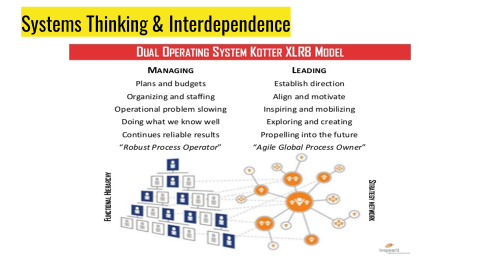 Systems Thinking & Interdependence
DUAL OPERATING SYSTEM KOTTER XLR8 MODEL
MANAGING
Plans and budgets
Organizing and staffing
Operational problem slowing
Doing what we know well
Continues reliable results
"Robust Process Operator"
LEADING
Establish direction
Align and motivate
Inspiring and mobilizing
Exploring and creating
Propelling into the future
"Agile Global Process Owner"
FUNCTIONAL HIERARCHY
STRATEGY NETWORK